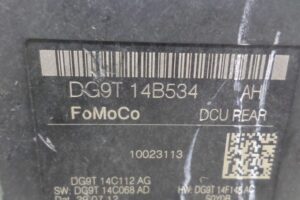 DG9T 14B534 AH
FoMoCo DCU REAR
10023113
DG9T 14C112 AG
SW: DG9T 14C068 AD HW: DG9T 14F145 AC